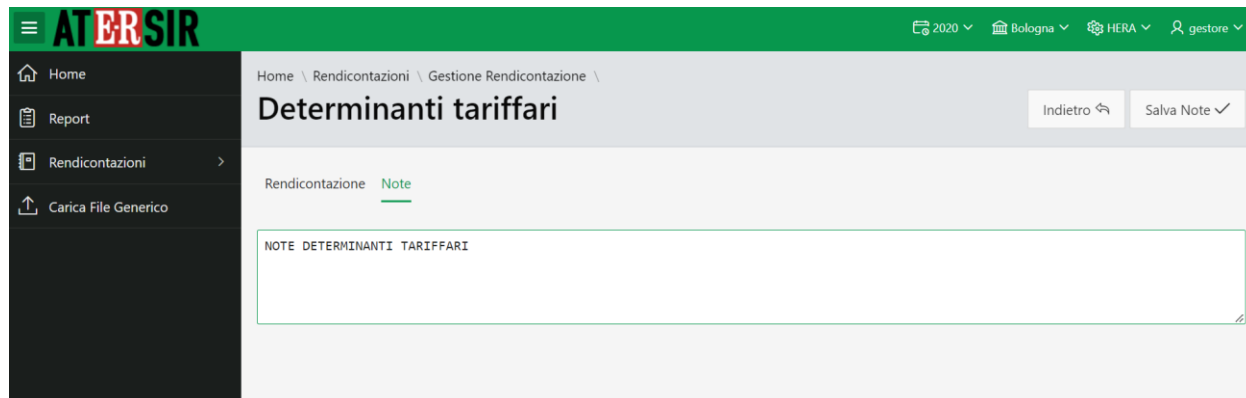 ATERSIR
2020 Bologna HERA gestore
Home
Report
Rendicontazioni
Carica File Generico
Home \ Rendicontazioni \ Gestione Rendicontazione \
Determinanti tariffari
Indietro Salva Note
Rendicontazione Note
NOTE DETERMINANTI TARIFFARI